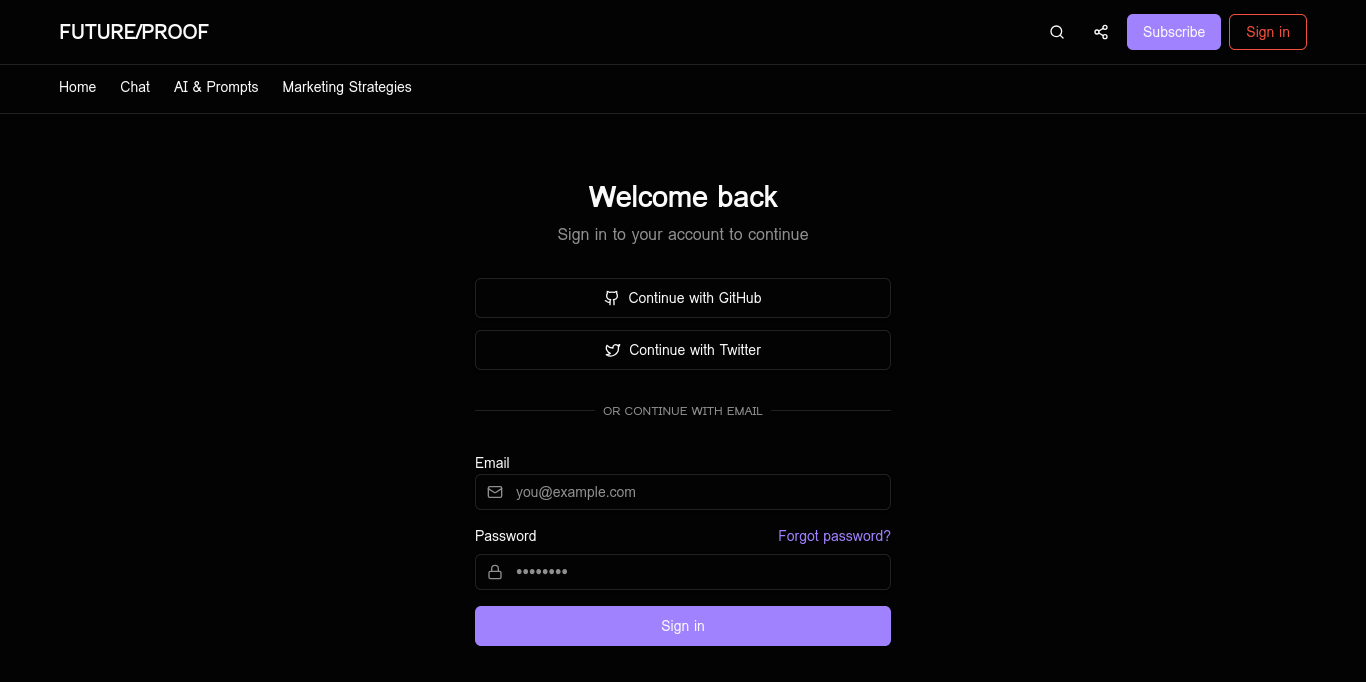 FUTURE/PROOF
Subscribe
Sign in
Home
Chat
AI & Prompts
Marketing Strategies
Welcome back
Sign in to your account to continue
Continue with GitHub
Continue with Twitter
OR CONTINUE WITH EMAIL
Email
you@example.com
Password
Forgot password?
••••••••
Sign in